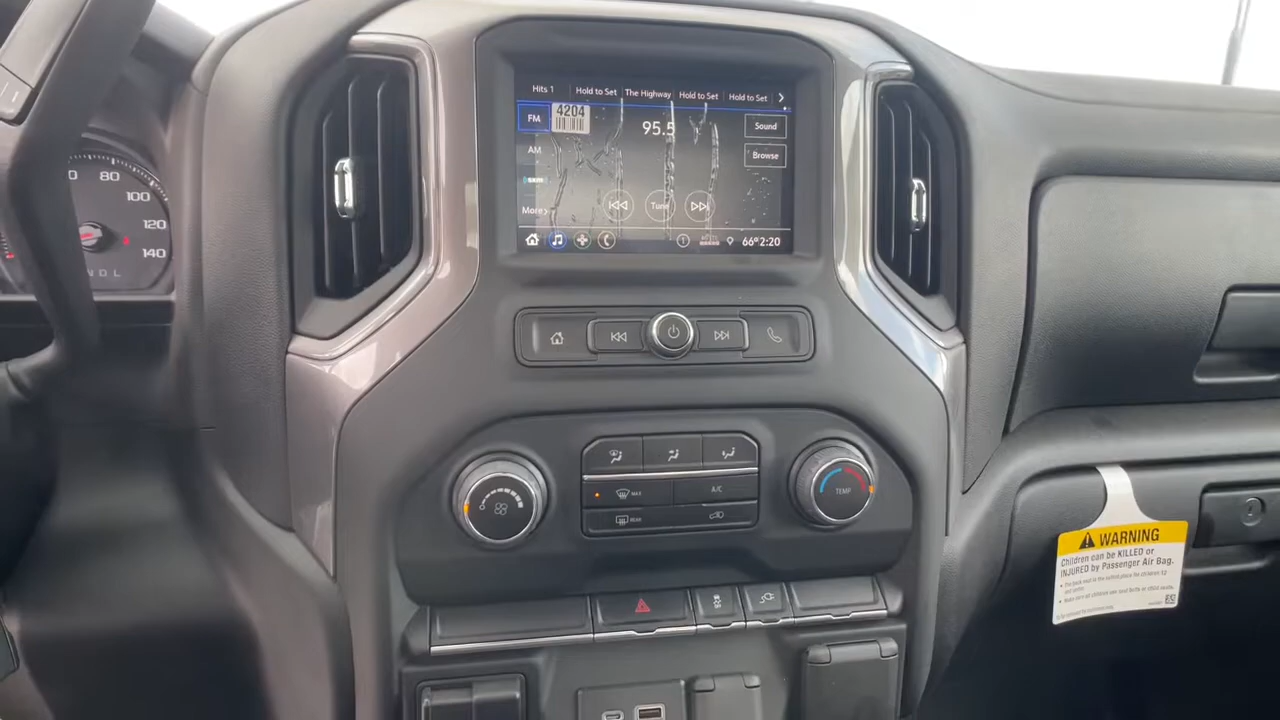 Hits 1
Hold to Set
The Highway
Hold to Set
Hold to Set
FM
4204
95.5
Sound
AM
Browse
More
Tune
1
66° 2:20
80
100
120
140
N D L
MAX
A/C
REAR
TEMP
WARNING
Children can be KILLED or
INJURED by Passenger Air Bag.